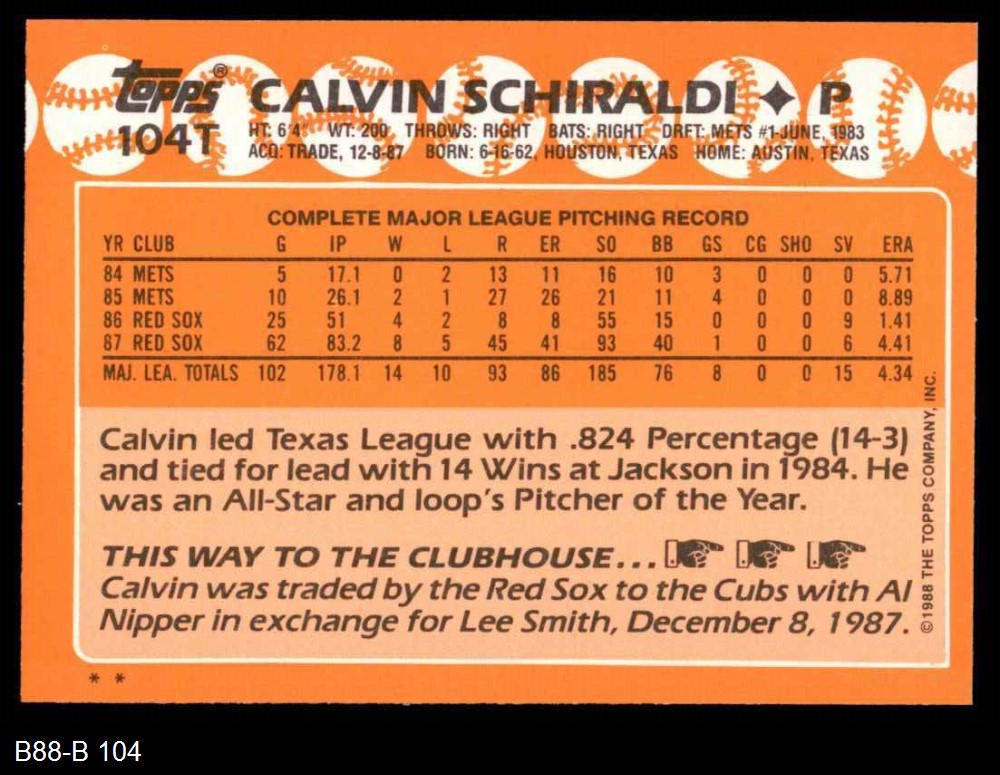 Topps® CALVIN SCHIRALDI ✦ P
104T HT: 6'4" WT: 200 THROWS: RIGHT BATS: RIGHT DRFT: METS #1-JUNE, 1983
ACQ: TRADE, 12-8-87 BORN: 6-16-62, HOUSTON, TEXAS HOME: AUSTIN, TEXAS
COMPLETE MAJOR LEAGUE PITCHING RECORD
YR CLUB G IP W L R ER SO BB GS CG SHO SV ERA
84 METS 5 17.1 0 2 13 11 16 10 3 0 0 0 5.71
85 METS 10 26.1 2 1 27 26 21 11 4 0 0 0 8.89
86 RED SOX 25 51 4 2 8 8 55 15 0 0 0 9 1.41
87 RED SOX 62 83.2 8 5 45 41 93 40 1 0 0 6 4.41
MAJ. LEA. TOTALS 102 178.1 14 10 93 86 185 76 8 0 0 15 4.34
Calvin led Texas League with .824 Percentage (14-3)
and tied for lead with 14 Wins at Jackson in 1984. He
was an All-Star and loop's Pitcher of the Year.
THIS WAY TO THE CLUBHOUSE...
Calvin was traded by the Red Sox to the Cubs with Al
Nipper in exchange for Lee Smith, December 8, 1987.
©1988 THE TOPPS COMPANY, INC.
* *
B88-B 104